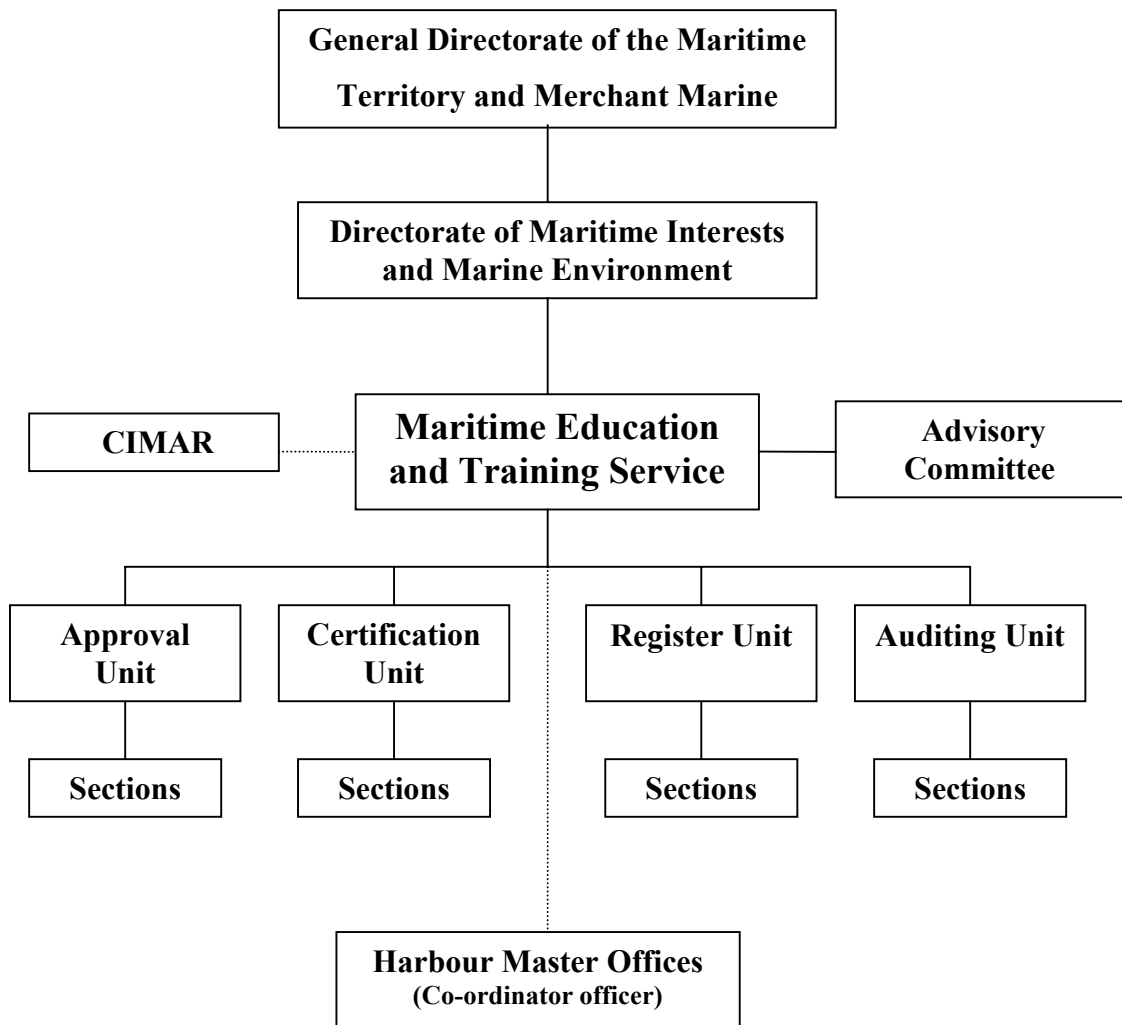 General Directorate of the Maritime
Territory and Merchant Marine
Directorate of Maritime Interests
and Marine Environment
CIMAR
Maritime Education
and Training Service
Advisory
Committee
Approval
Unit
Certification
Unit
Register Unit
Auditing Unit
Sections
Sections
Sections
Sections
Harbour Master Offices
(Co-ordinator officer)